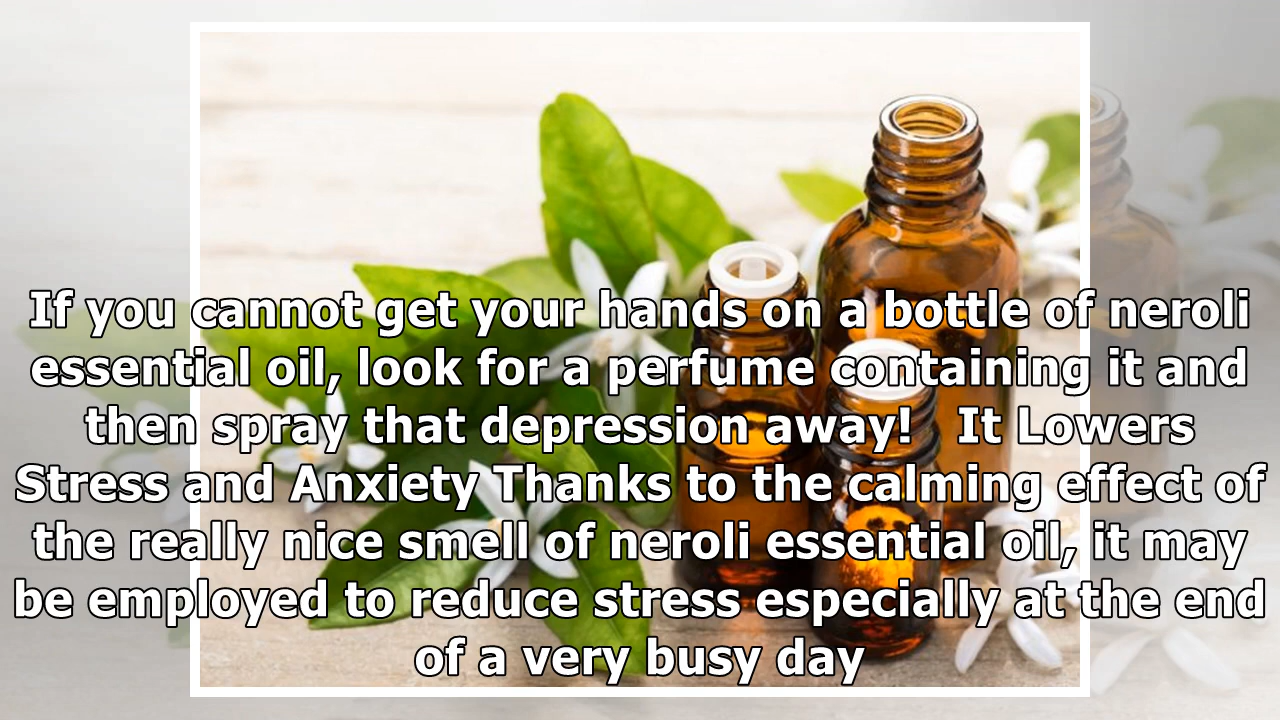 If you cannot get your hands on a bottle of neroli
essential oil, look for a perfume containing it and
then spray that depression away!   It Lowers
Stress and Anxiety Thanks to the calming effect of
the really nice smell of neroli essential oil, it may
be employed to reduce stress especially at the end
of a very busy day